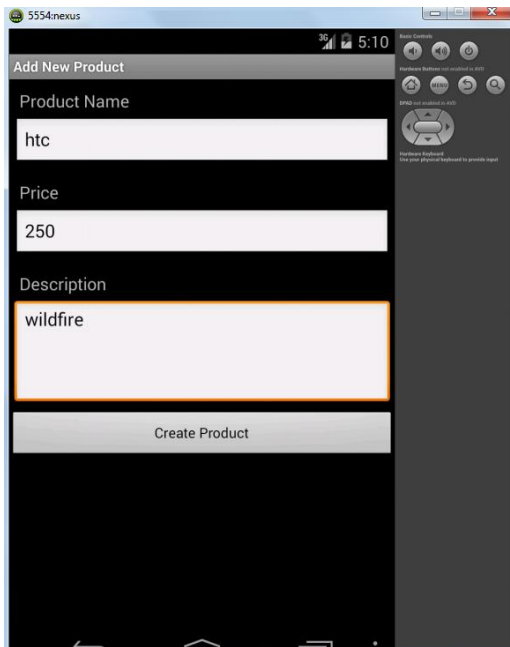 5554:nexus
3G 5:10
Add New Product
Product Name
htc
Price
250
Description
wildfire
Create Product
Basic Controls
Hardware Buttons not enabled in AVD
MENU
DPAD not enabled in AVD
Hardware Keyboard
Use your physical keyboard to provide input